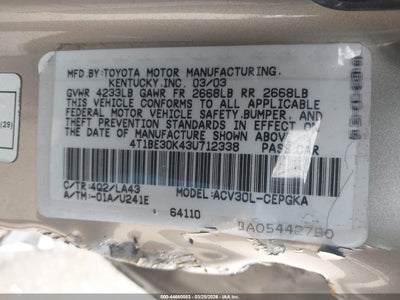 (29)
MFD.BY:TOYOTA MOTOR MANUFACTURING.
KENTUCKY.INC. 03/03
GVWR 4233LB GAWR FR 2668LB RR 2668LB
THIS VEHICLE CONFORMS TO ALL APPLICABLE
FEDERAL MOTOR VEHICLE SAFETY,BUMPER,AND
THEFT PREVENTION STANDARDS IN EFFECT ON
THE DATE OF MANUFACTURE SHOWN ABOVE.
4T1BE30K43U712338 PASS.CAR
C/TR:4Q2/LA43 MODEL:ACV30L-CEPGKA
A/TM:-01A/U241E
64110
000-44660083 | 03/25/2026 | IAAI.COM